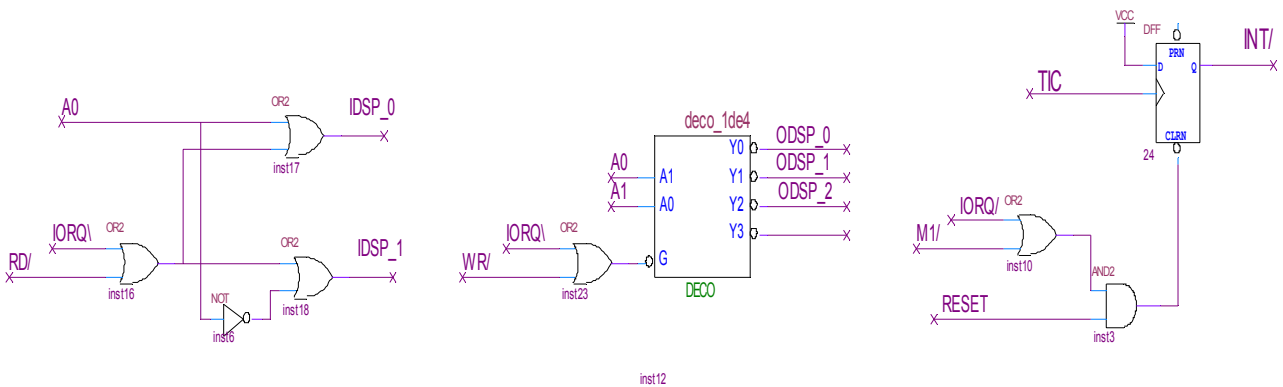 A0
OR2
IDSP_0
inst17
IORQ\
OR2
RD/
inst16
OR2
IDSP_1
inst18
NOT
inst6
deco_1de4
A0
A1
A1
A0
G
Y0
Y1
Y2
Y3
ODSP_0
ODSP_1
ODSP_2
IORQ\
WR/
inst23
DECO
inst12
VCC
DFF
PRN
D
Q
INT/
TIC
CLRN
24
IORQ/
OR2
M1/
inst10
AND2
RESET
inst3